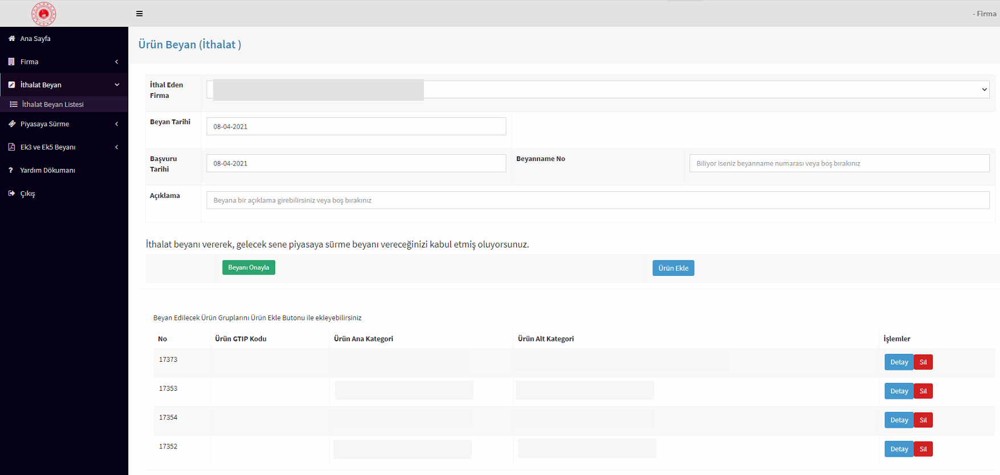 - Firma
Ana Sayfa
Firma
İthalat Beyan
İthalat Beyan Listesi
Piyasaya Sürme
Ek3 ve Ek5 Beyanı
Yardım Dökumanı
Çıkış
Ürün Beyan (İthalat )
İthal Eden
Firma
Beyan Tarihi
08-04-2021
Başvuru
Tarihi
08-04-2021
Beyanname No
Biliyor iseniz beyanname numarası veya boş bırakınız
Açıklama
Beyana bir açıklama girebilirsiniz veya boş bırakınız
İthalat beyanı vererek, gelecek sene piyasaya sürme beyanı vereceğinizi kabul etmiş oluyorsunuz.
Beyanı Onayla
Ürün Ekle
Beyan Edilecek Ürün Gruplarını Ürün Ekle Butonu ile ekleyebilirsiniz
No Ürün GTIP Kodu Ürün Ana Kategori Ürün Alt Kategori İşlemler
17373 Detay Sil
17353 Detay Sil
17354 Detay Sil
17352 Detay Sil